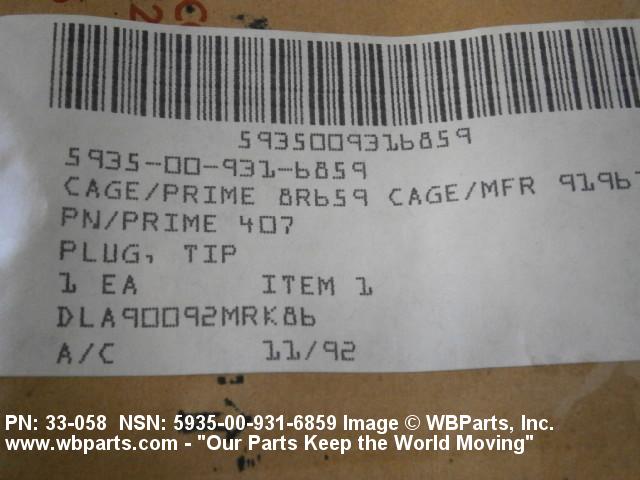 5935009316859
5935-00-931-6859
CAGE/PRIME 8R659 CAGE/MFR 91967
PN/PRIME 407
PLUG, TIP
1 EA ITEM 1
DLA90092MRK86
A/C 11/92
PN: 33-058 NSN: 5935-00-931-6859 Image © WBParts, Inc.
www.wbparts.com - "Our Parts Keep the World Moving"